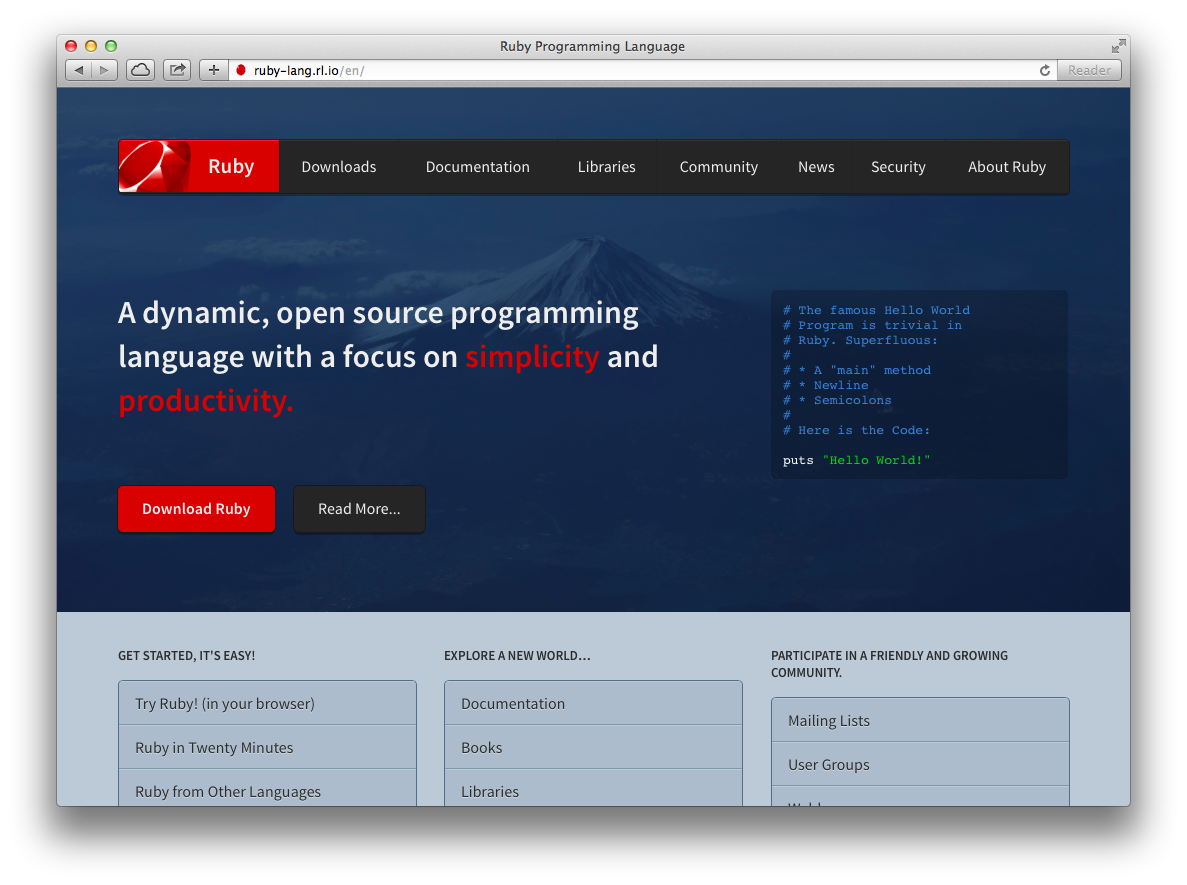 Ruby Programming Language
ruby-lang.rl.io/en/
Reader
Ruby
Downloads
Documentation
Libraries
Community
News
Security
About Ruby
A dynamic, open source programming
language with a focus on simplicity and
productivity.
Download Ruby
Read More...
# The famous Hello World
# Program is trivial in
# Ruby. Superfluous:
#
# * A "main" method
# * Newline
# * Semicolons
#
# Here is the Code:
puts "Hello World!"
GET STARTED, IT'S EASY!
Try Ruby! (in your browser)
Ruby in Twenty Minutes
Ruby from Other Languages
EXPLORE A NEW WORLD…
Documentation
Books
Libraries
PARTICIPATE IN A FRIENDLY AND GROWING
COMMUNITY.
Mailing Lists
User Groups